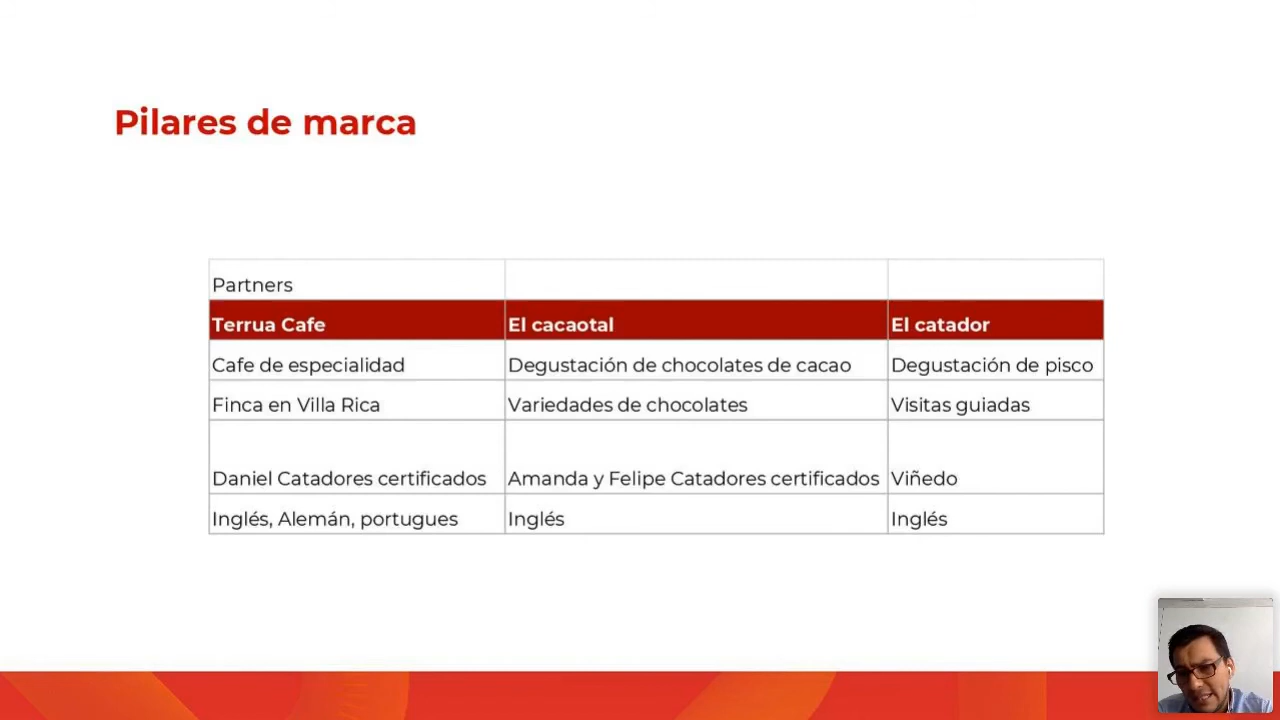 Pilares de marca
Partners
Terrua Cafe El cacaotal El catador
Cafe de especialidad Degustación de chocolates de cacao Degustación de pisco
Finca en Villa Rica Variedades de chocolates Visitas guiadas
Daniel Catadores certificados Amanda y Felipe Catadores certificados Viñedo
Inglés, Alemán, portugues Inglés Inglés